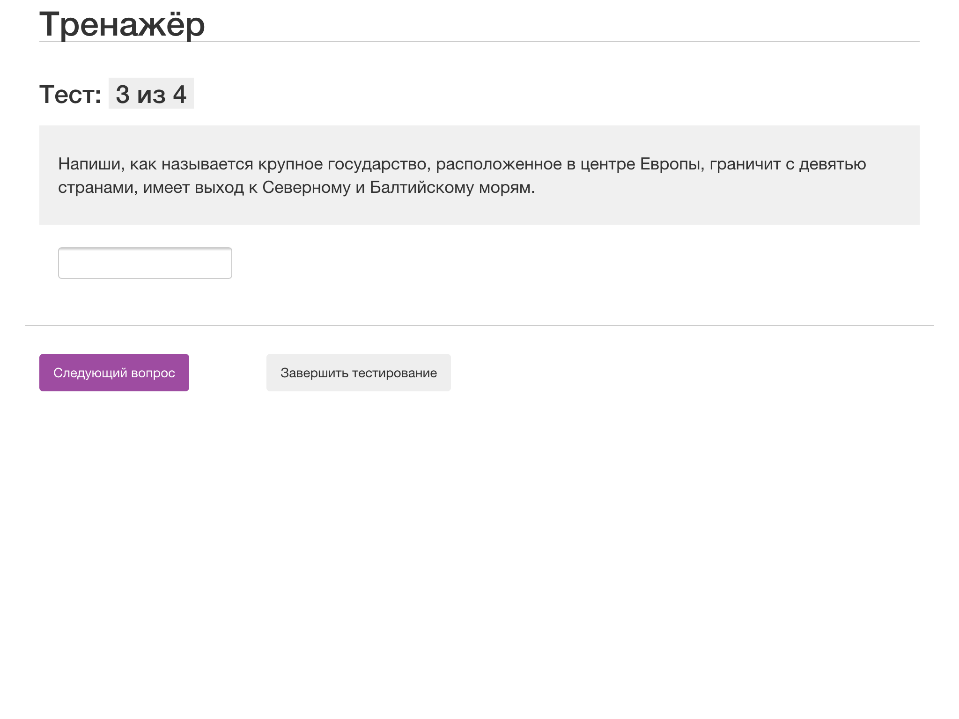 Тренажёр
Тест: 3 из 4
Напиши, как называется крупное государство, расположенное в центре Европы, граничит с девятью
странами, имеет выход к Северному и Балтийскому морям.
Следующий вопрос Завершить тестирование